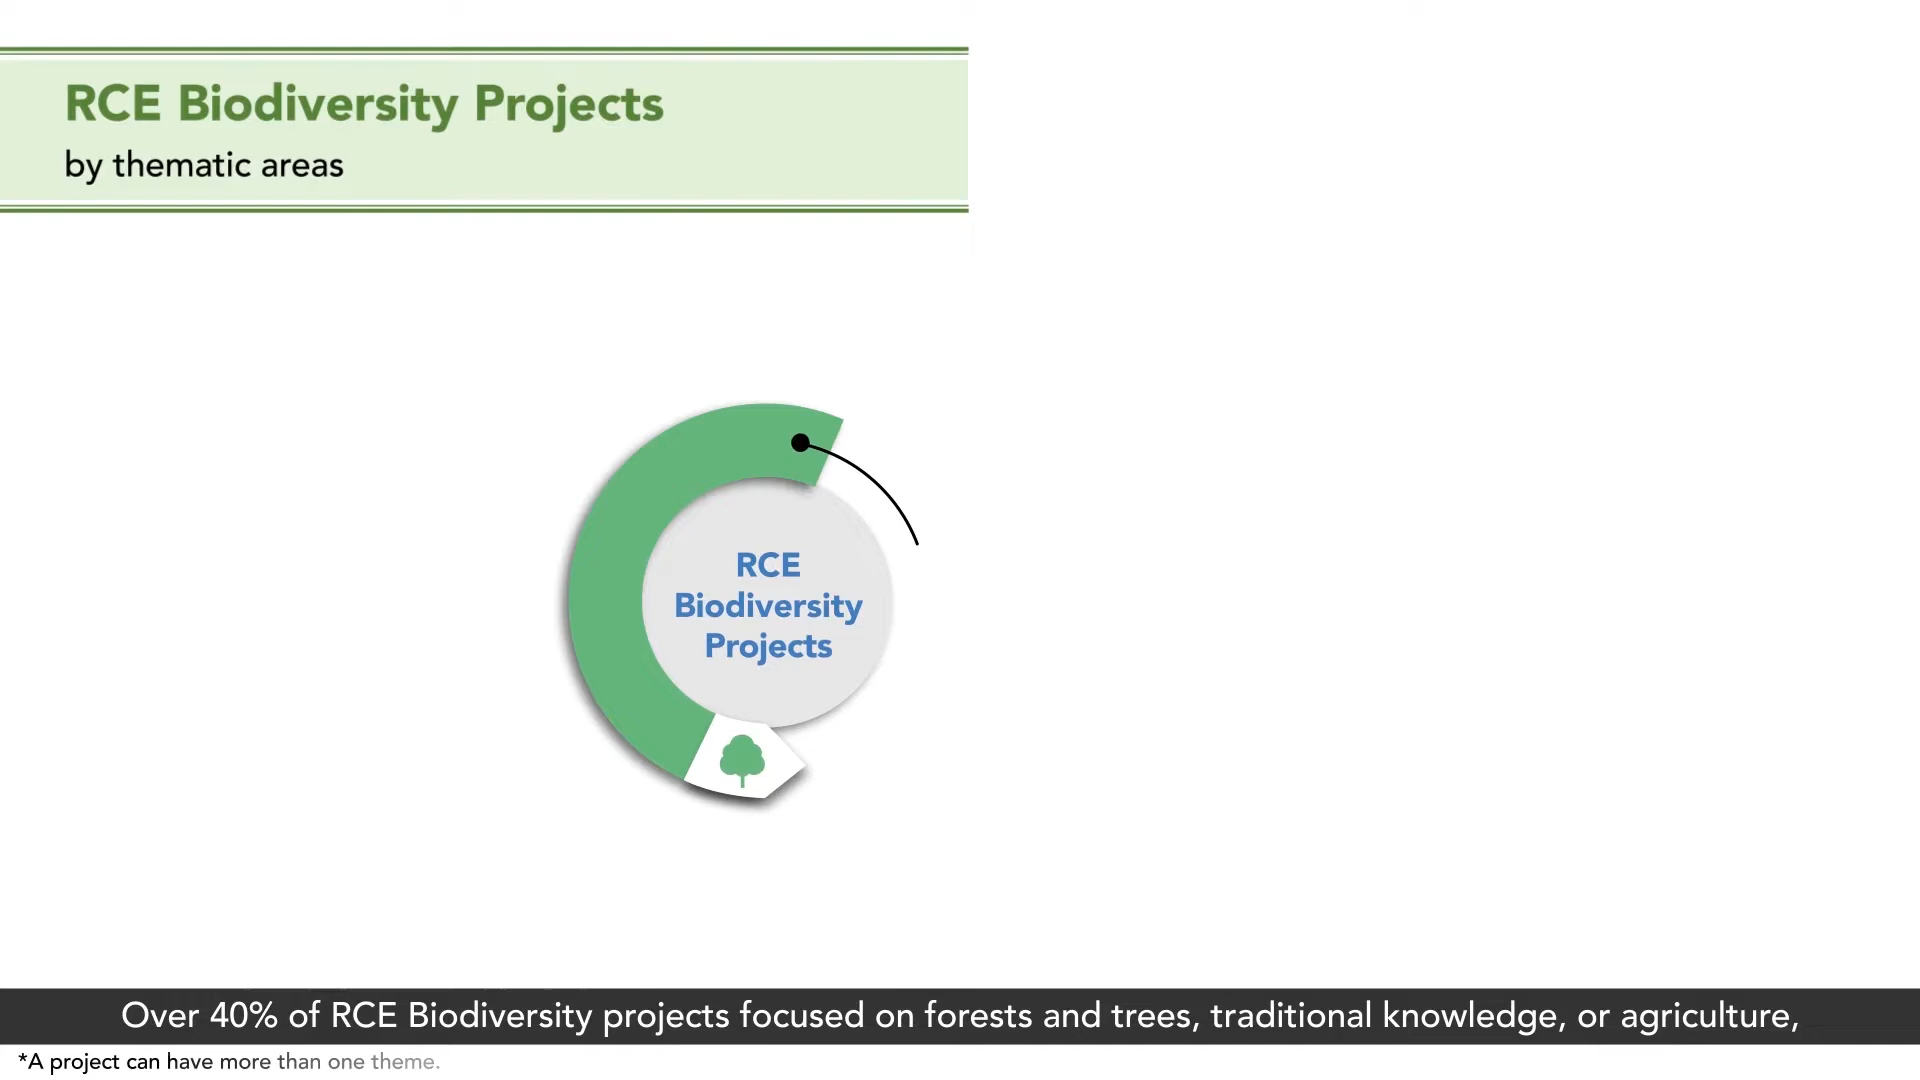 RCE Biodiversity Projects
by thematic areas
RCE
Biodiversity
Projects
Over 40% of RCE Biodiversity projects focused on forests and trees, traditional knowledge, or agriculture,
*A project can have more than one theme.